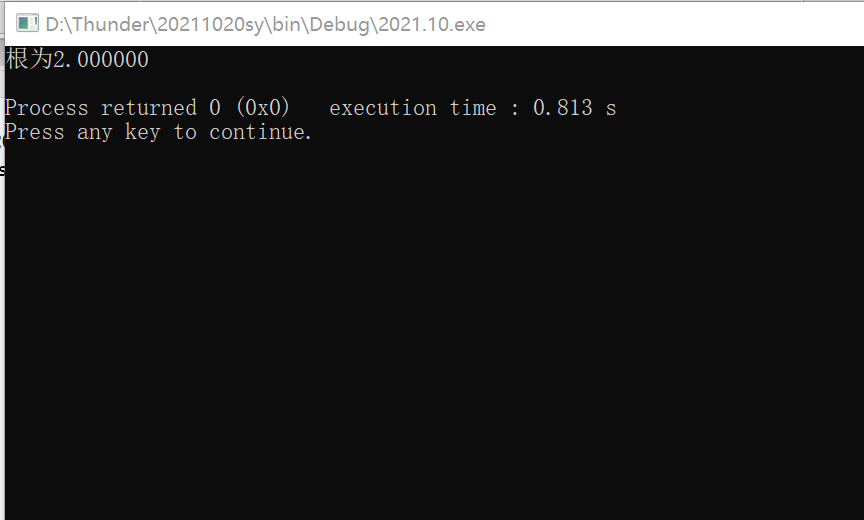 D:\Thunder\20211020sy\bin\Debug\2021.10.exe
根为2.000000
Process returned 0 (0x0)   execution time : 0.813 s
Press any key to continue.